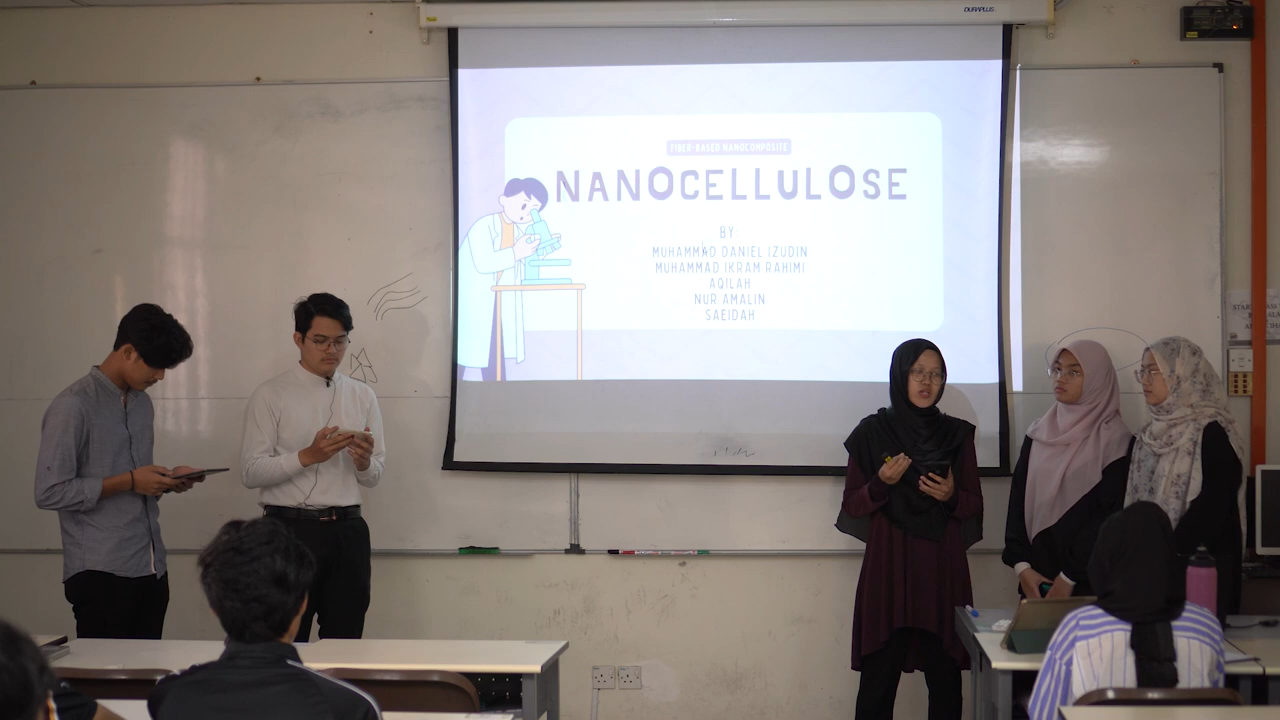 DURAPLUS
FIBER-BASED NANOCOMPOSITE
NANOCELLULOSE
BY:
MUHAMMAD DANIEL IZUDIN
MUHAMMAD IKRAM RAHIMI
AQILAH
NUR AMALIN
SAEIDAH